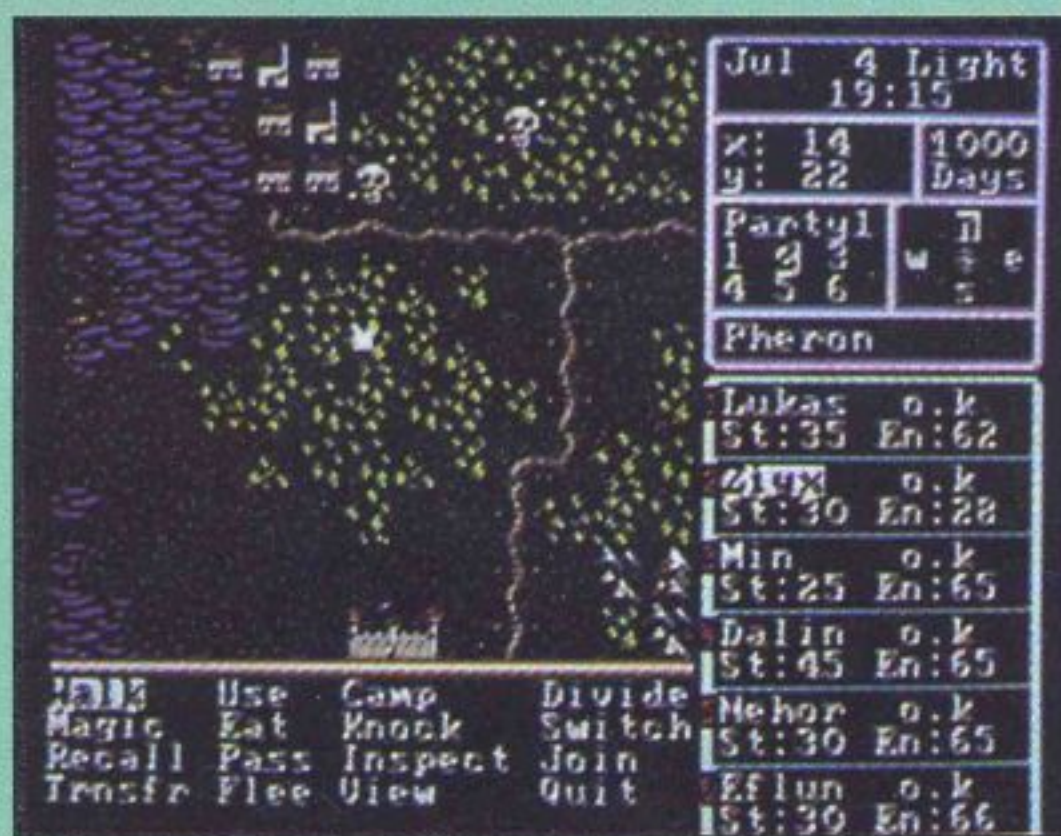 Jul 4 Light
19:15
x: 14
y: 22
1000
Days
Party1
1 2 3
4 5 6
n
w e
s
Pheron
Lukas o.k
St:35 En:62
o.k
St:30 En:28
Min o.k
St:25 En:65
Dalin o.k
St:45 En:65
Mehor o.k
St:30 En:65
Eflun o.k
St:30 En:66
Use Camp Divide
Magic Eat Knock Switch
Recall Pass Inspect Join
Trnsfr Flee View Quit